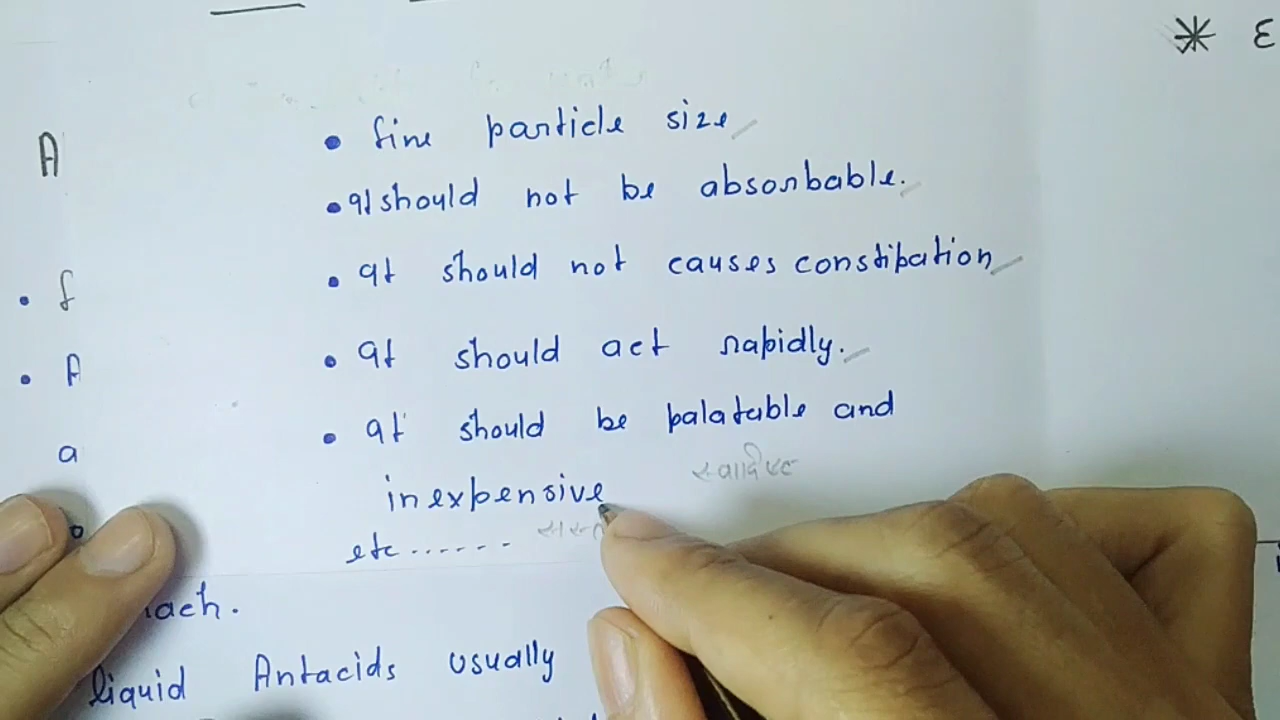 * ε
A
• fine particle size
• It should not be absorbable.
• It should not causes constipation
• f
• It should act rapidly.
• A
• It should be palatable and
a
स्वादिष्ट
inexpensive
etc......
liquid Antacids usually